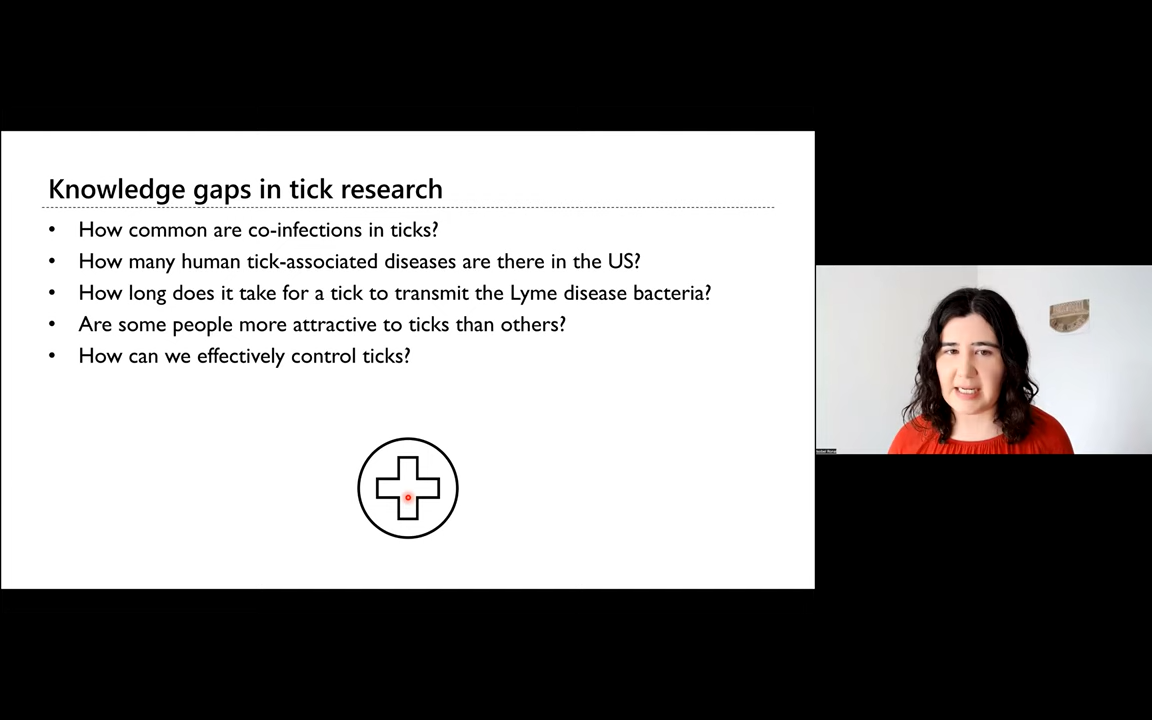 Knowledge gaps in tick research
• How common are co-infections in ticks?
• How many human tick-associated diseases are there in the US?
• How long does it take for a tick to transmit the Lyme disease bacteria?
• Are some people more attractive to ticks than others?
• How can we effectively control ticks?